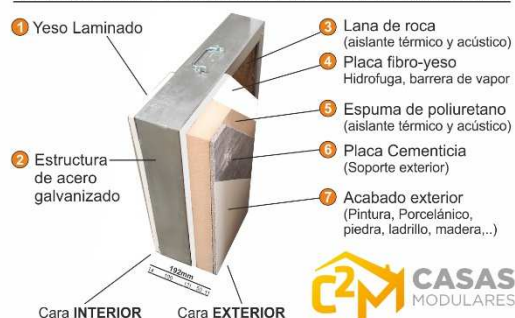 1 Yeso Laminado
2 Estructura
de acero
galvanizado
3 Lana de roca
(aislante térmico y acústico)
4 Placa fibro-yeso
Hidrofuga, barrera de vapor
5 Espuma de poliuretano
(aislante térmico y acústico)
6 Placa Cementicia
(Soporte exterior)
7 Acabado exterior
(Pintura, Porcelánico,
piedra, ladrillo, madera,..)
192mm
Cara INTERIOR
Cara EXTERIOR
C2M CASAS
MODULARES